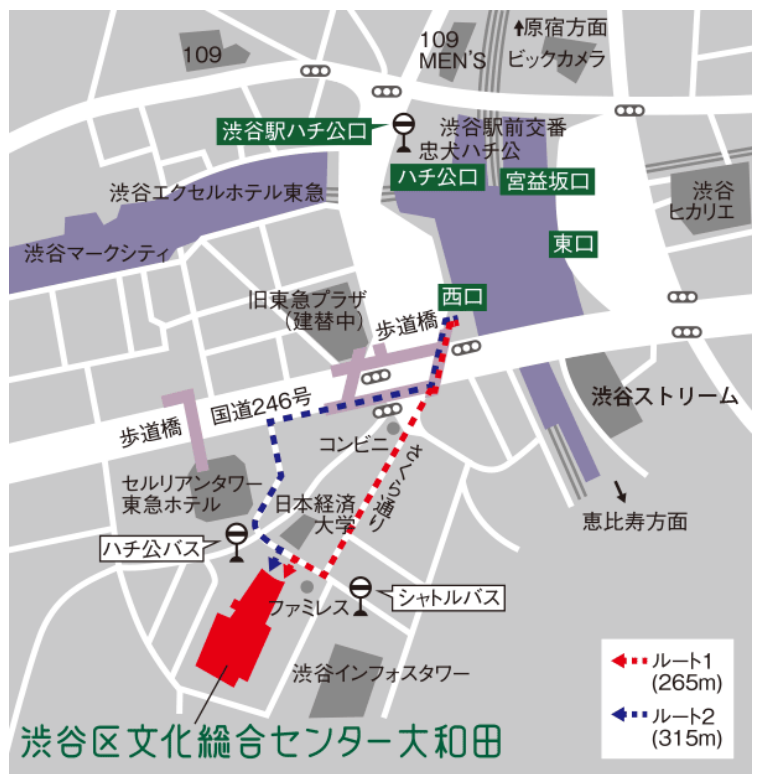 ↑原宿方面
109
MEN'S
ビックカメラ
109
渋谷駅ハチ公口
渋谷駅前交番
忠犬ハチ公
ハチ公口
宮益坂口
渋谷
ヒカリエ
渋谷エクセルホテル東急
東口
渋谷マークシティ
西口
旧東急プラザ
(建替中)
歩道橋
国道246号
歩道橋
渋谷ストリーム
コンビニ
さくら通り
セルリアンタワー
東急ホテル
日本経済
大学
恵比寿方面
ハチ公バス
ファミレス
シャトルバス
渋谷インフォスタワー
ルート1
(265m)
ルート2
(315m)
渋谷区文化総合センター大和田